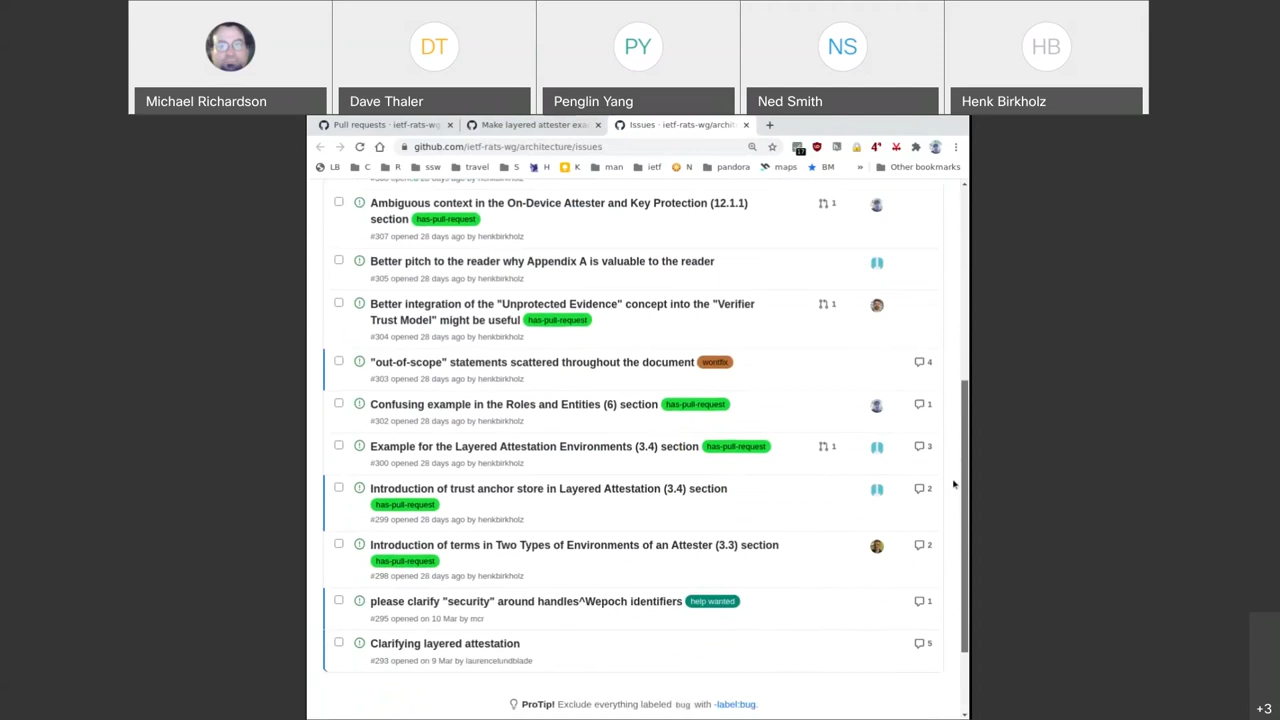 DT
PY
NS
HB
Michael Richardson
Dave Thaler
Penglin Yang
Ned Smith
Henk Birkholz
Pull requests · ietf-rats-wg
Make layered attester exa
Issues · ietf-rats-wg/archit
github.com/ietf-rats-wg/architecture/issues
17
LB
C
R
ssw
travel
S
H
K
man
ietf
N
pandora
maps
BM
»
Other bookmarks
opened 28 days ago by henkbirkholz
Ambiguous context in the On-Device Attester and Key Protection (12.1.1)
section has-pull-request
1
#307 opened 28 days ago by henkbirkholz
Better pitch to the reader why Appendix A is valuable to the reader
#305 opened 28 days ago by henkbirkholz
Better integration of the "Unprotected Evidence" concept into the "Verifier
Trust Model" might be useful has-pull-request
1
#304 opened 28 days ago by henkbirkholz
"out-of-scope" statements scattered throughout the document wontfix
4
#303 opened 28 days ago by henkbirkholz
Confusing example in the Roles and Entities (6) section has-pull-request
1
#302 opened 28 days ago by henkbirkholz
Example for the Layered Attestation Environments (3.4) section has-pull-request
1
3
#300 opened 28 days ago by henkbirkholz
Introduction of trust anchor store in Layered Attestation (3.4) section
2
has-pull-request
#299 opened 28 days ago by henkbirkholz
Introduction of terms in Two Types of Environments of an Attester (3.3) section
2
has-pull-request
#298 opened 28 days ago by henkbirkholz
please clarify "security" around handles^Wepoch identifiers help wanted
1
#295 opened on 10 Mar by mcr
Clarifying layered attestation
5
#293 opened on 9 Mar by laurencelundblade
ProTip! Exclude everything labeled bug with -label:bug.
+3